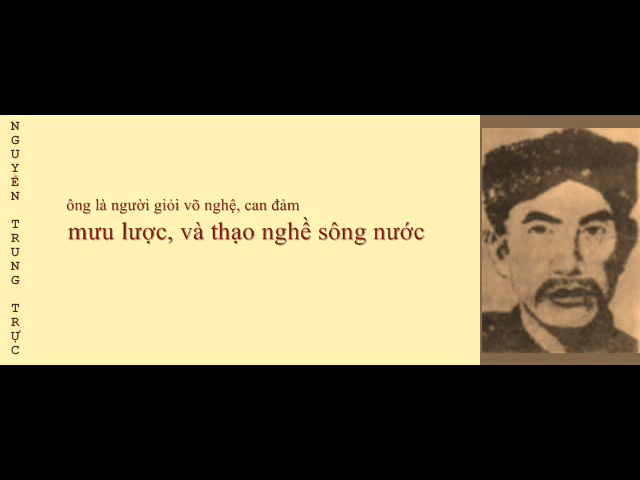 NGUYỄN TRUNG TRỰC
ông là người giỏi võ nghệ, can đảm
mưu lược, và thạo nghề sông nước